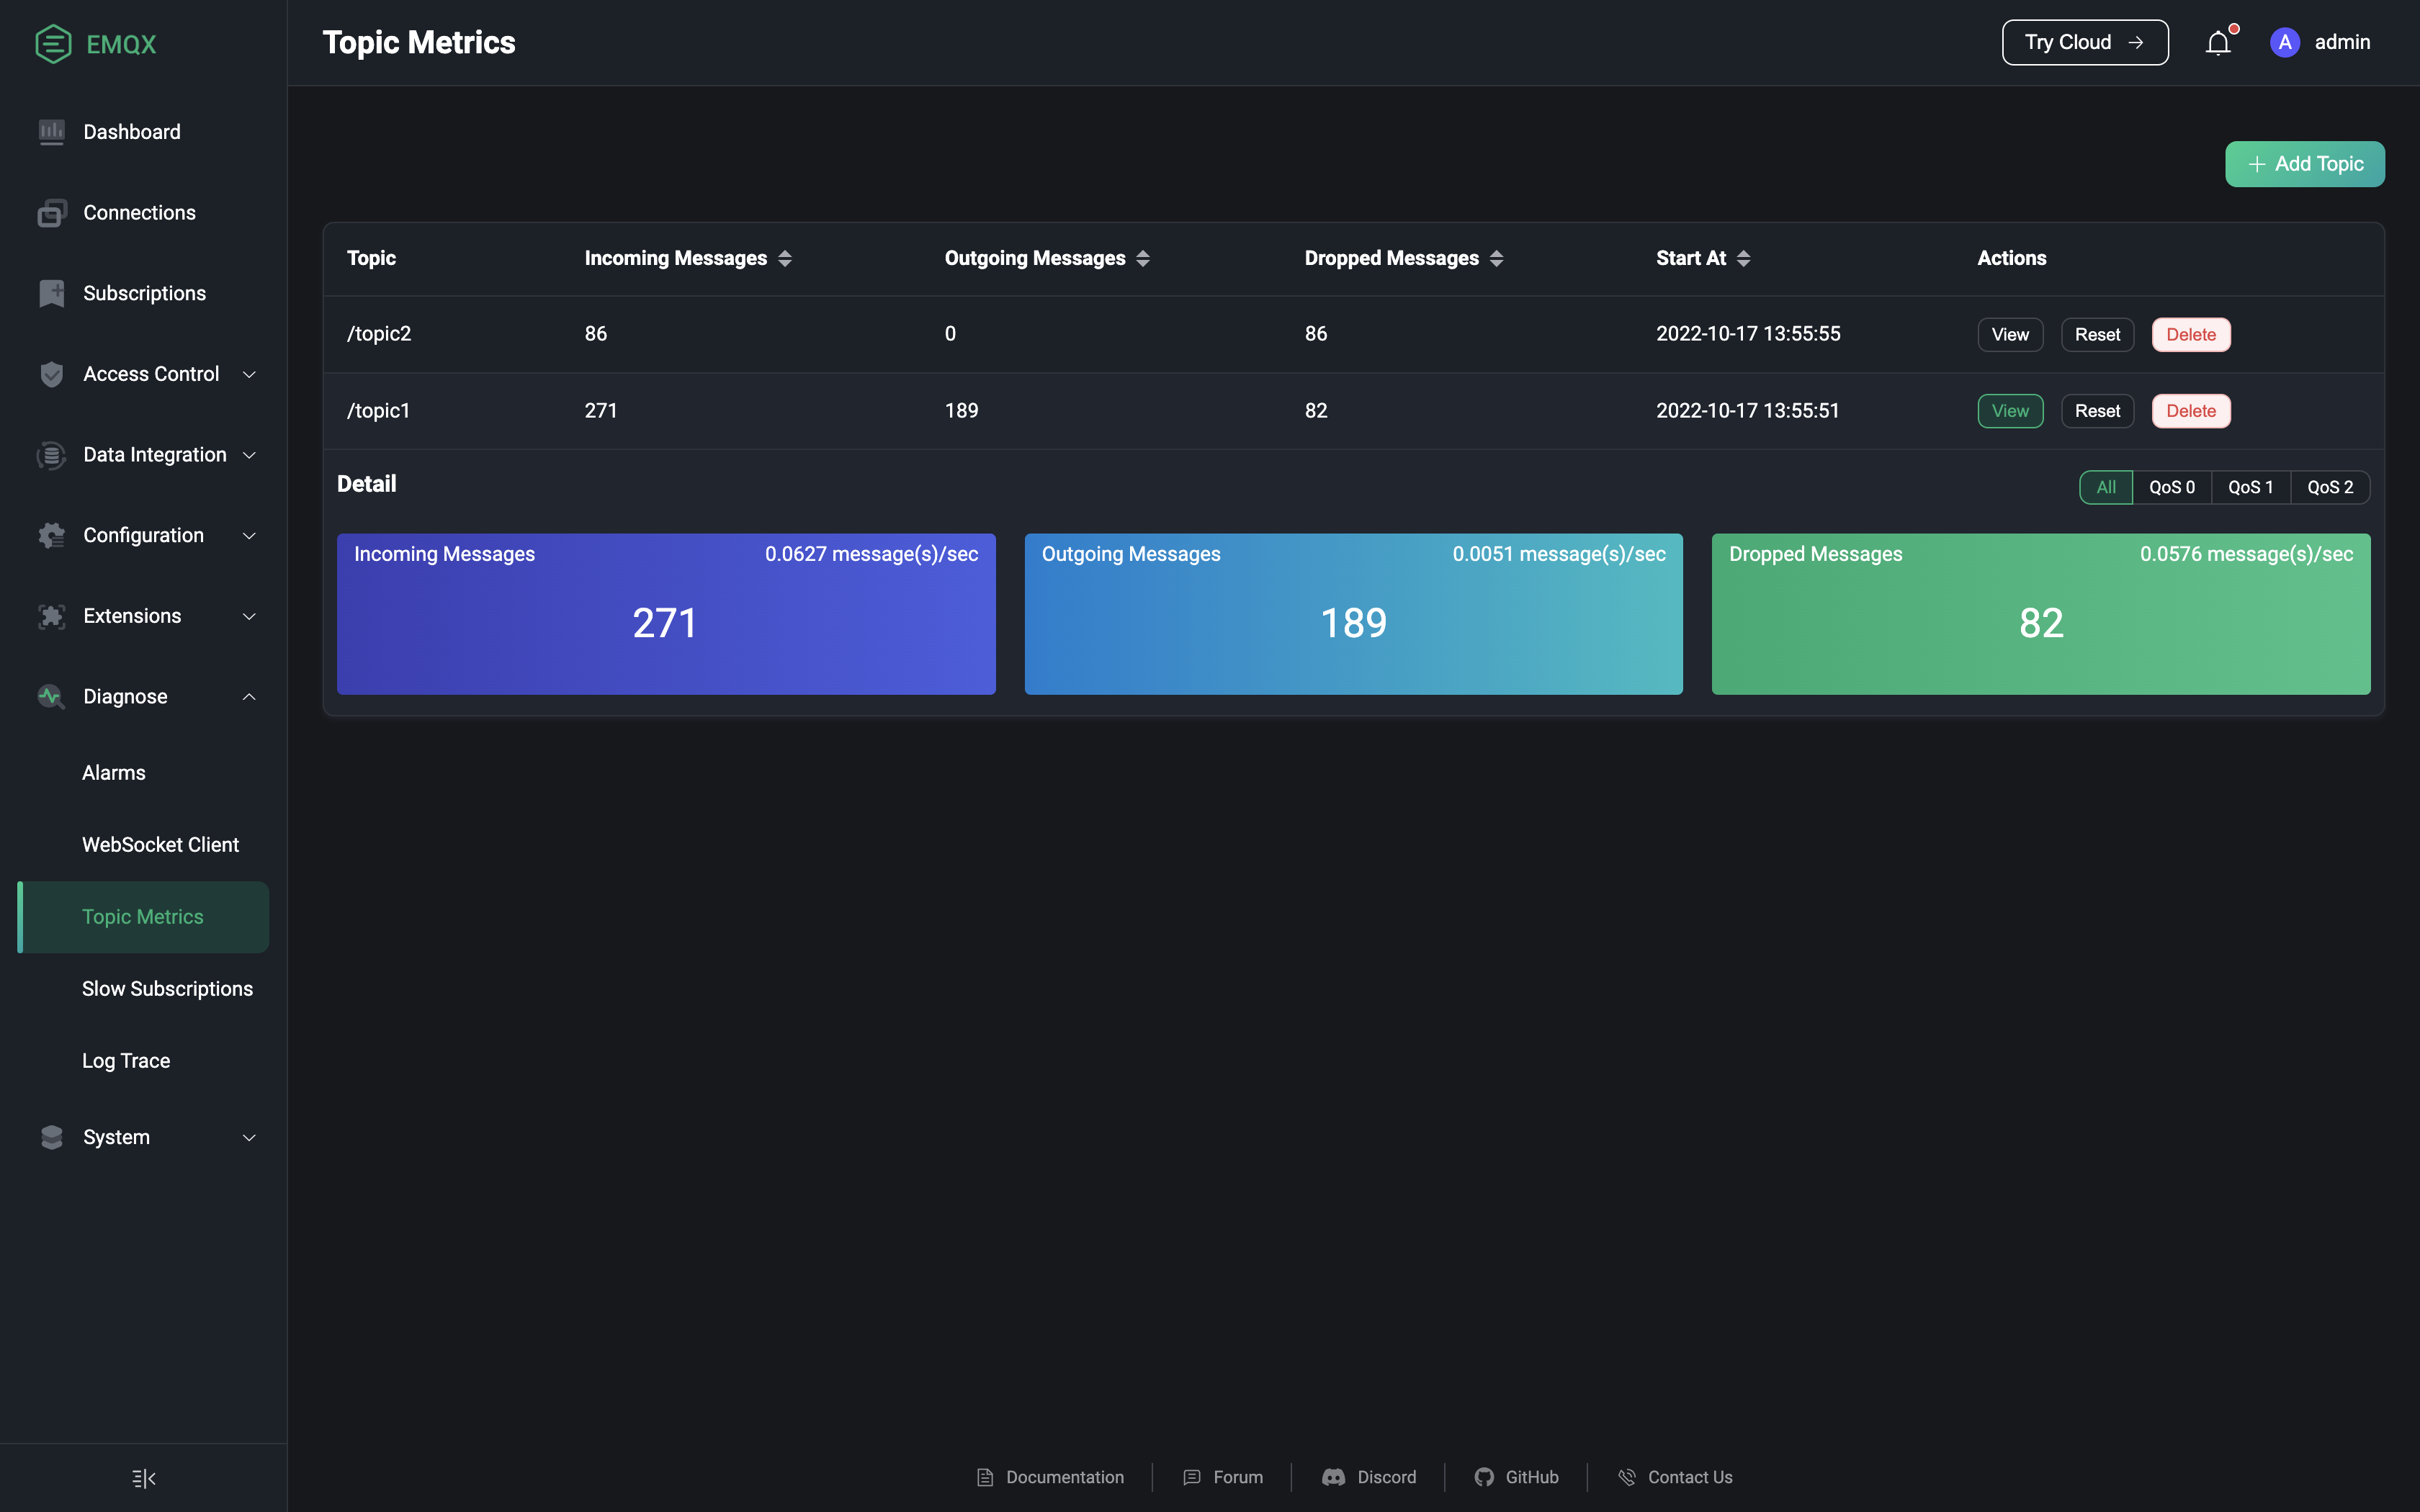 EMQX
Topic Metrics
Try Cloud
A
admin
Dashboard
Connections
Subscriptions
Access Control
Data Integration
Configuration
Extensions
Diagnose
Alarms
WebSocket Client
Topic Metrics
Slow Subscriptions
Log Trace
System
Add Topic
Topic Incoming Messages Outgoing Messages Dropped Messages Start At Actions
/topic2 86 0 86 2022-10-17 13:55:55 View Reset Delete
/topic1 271 189 82 2022-10-17 13:55:51 View Reset Delete
Detail All QoS 0 QoS 1 QoS 2
Incoming Messages 0.0627 message(s)/sec
271
Outgoing Messages 0.0051 message(s)/sec
189
Dropped Messages 0.0576 message(s)/sec
82
Documentation Forum Discord GitHub Contact Us